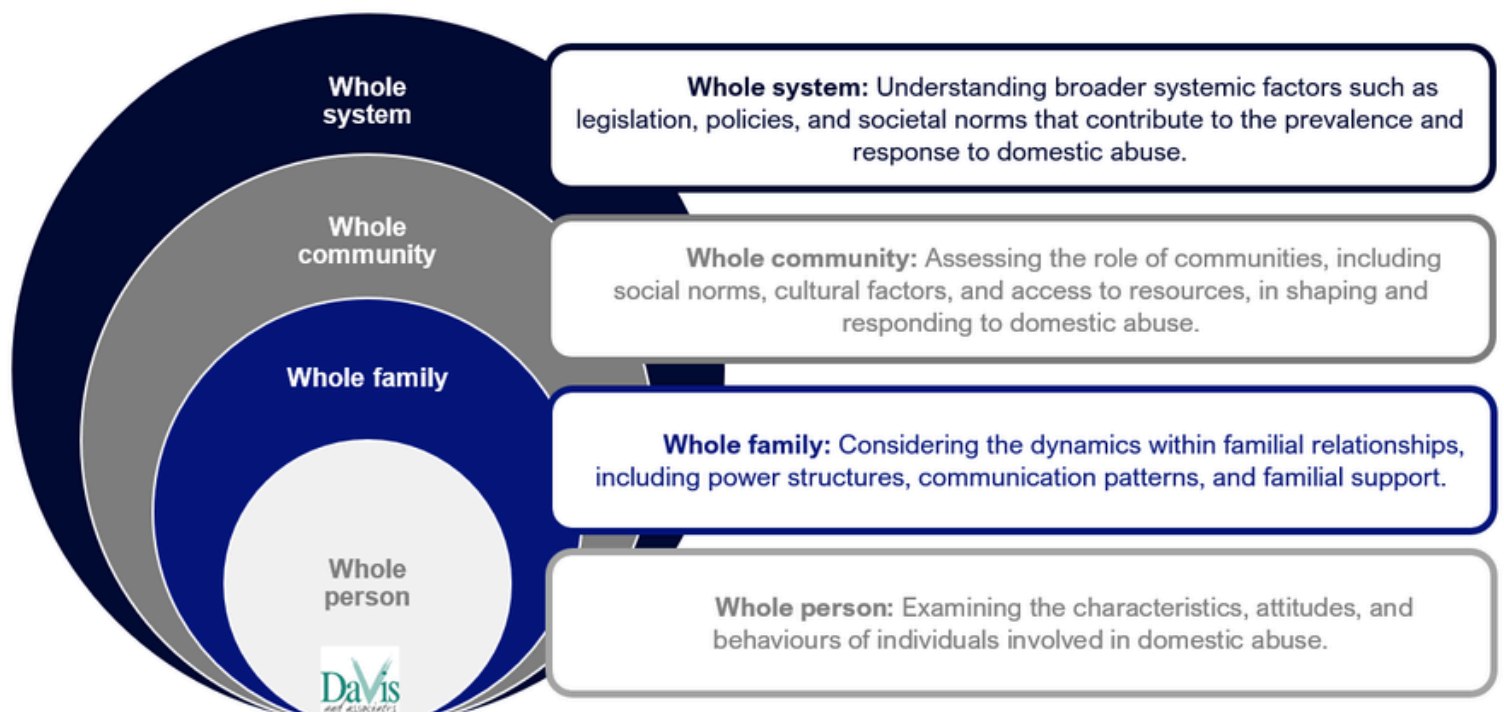 Whole
system
Whole system: Understanding broader systemic factors such as
legislation, policies, and societal norms that contribute to the prevalence and
response to domestic abuse.
Whole
community
Whole community: Assessing the role of communities, including
social norms, cultural factors, and access to resources, in shaping and
responding to domestic abuse.
Whole family
Whole family: Considering the dynamics within familial relationships,
including power structures, communication patterns, and familial support.
Whole
person
Whole person: Examining the characteristics, attitudes, and
behaviours of individuals involved in domestic abuse.
Davis
and associates